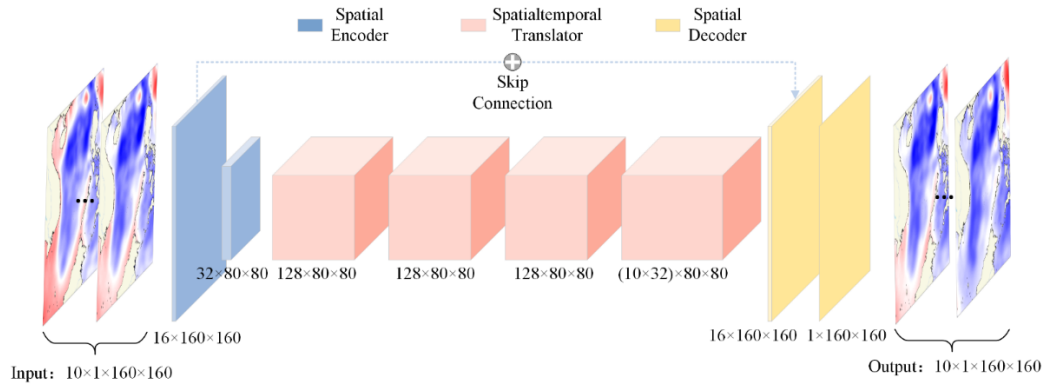 Spatial
Encoder
Spatialtemporal
Translator
Spatial
Decoder
Skip
Connection
32×80×80
128×80×80
128×80×80
128×80×80
(10×32)×80×80
16×160×160
16×160×160
1×160×160
Input: 10×1×160×160
Output: 10×1×160×160